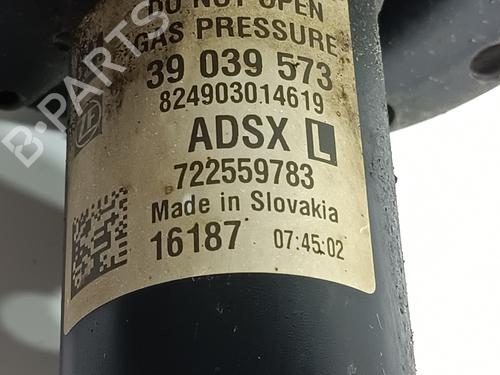 DO NOT OPEN
GAS PRESSURE
39 039 573
824903014619
ZF
ADSX L
722559783
Made in Slovakia
16187 07:45:02
B-PARTS